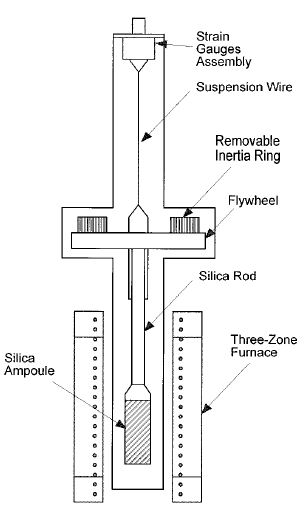 Strain
Gauges
Assembly
Suspension Wire
Removable
Inertia Ring
Flywheel
Silica Rod
Three-Zone
Furnace
Silica
Ampoule